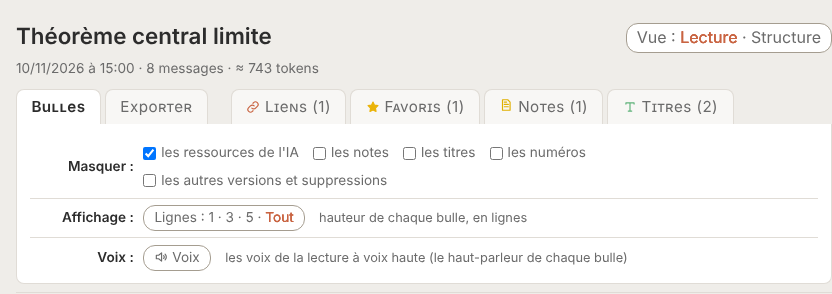 Théorème central limite
Vue : Lecture · Structure
10/11/2026 à 15:00 · 8 messages · ≈ 743 tokens
Bulles Exporter Liens (1) Favoris (1) Notes (1) Titres (2)
Masquer : les ressources de l'IA les notes les titres les numéros
les autres versions et suppressions
Affichage : Lignes : 1 · 3 · 5 · Tout hauteur de chaque bulle, en lignes
Voix : Voix les voix de la lecture à voix haute (le haut-parleur de chaque bulle)